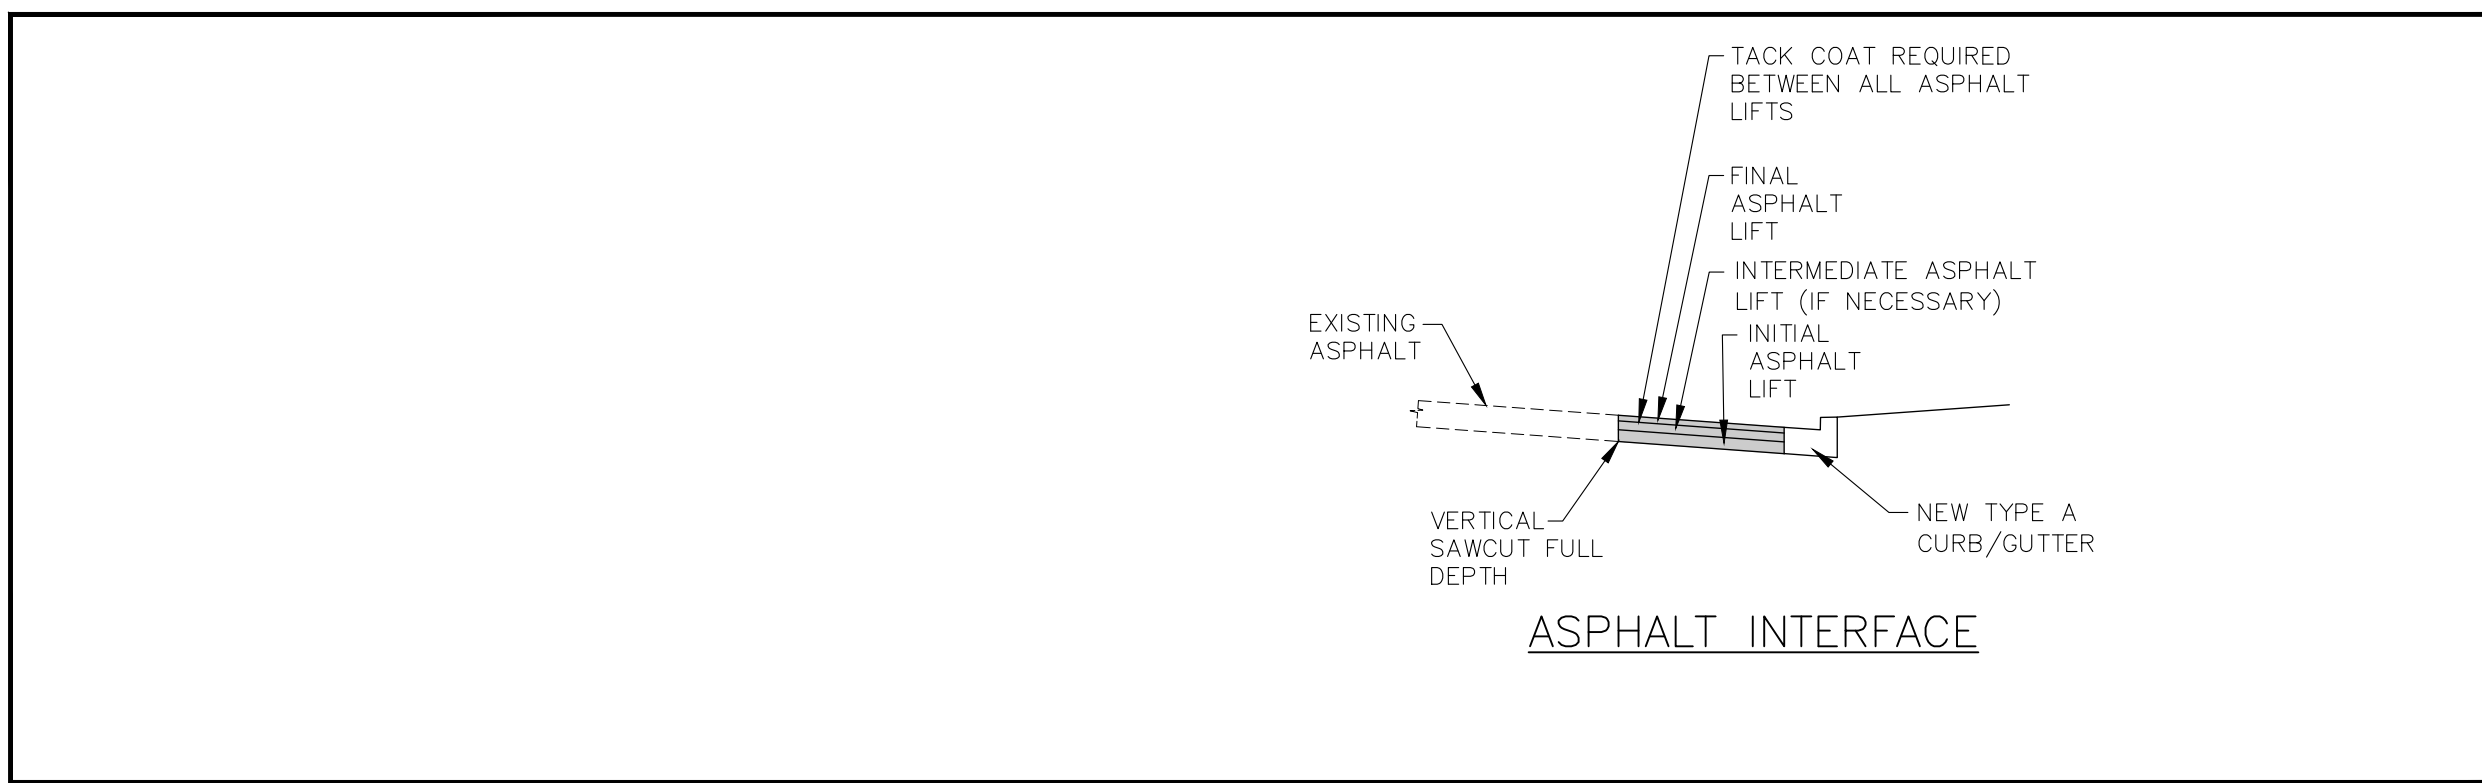 TACK COAT REQUIRED
BETWEEN ALL ASPHALT
LIFTS
FINAL
ASPHALT
LIFT
INTERMEDIATE ASPHALT
LIFT (IF NECESSARY)
EXISTING
ASPHALT
INITIAL
ASPHALT
LIFT
VERTICAL
SAWCUT FULL
DEPTH
NEW TYPE A
CURB/GUTTER
ASPHALT INTERFACE